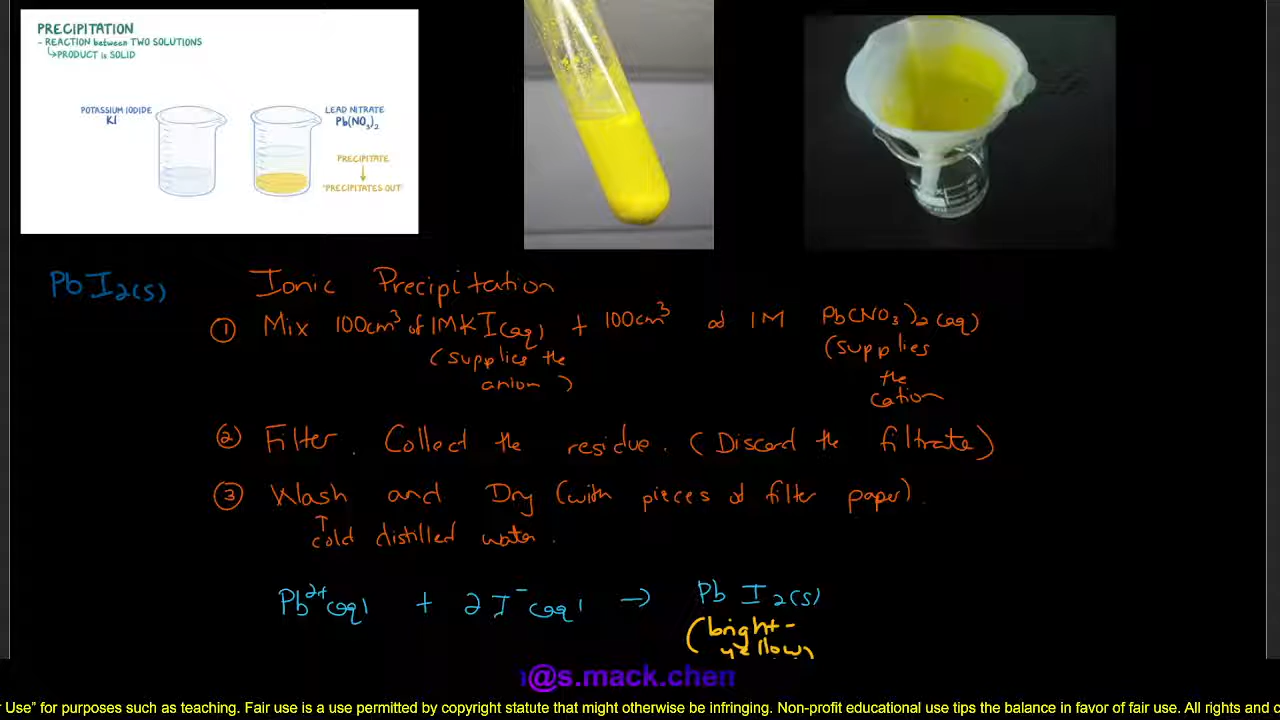 PRECIPITATION
- REACTION between TWO SOLUTIONS
↳PRODUCT is SOLID
POTASSIUM IODIDE
KI
LEAD NITRATE
Pb(NO3)2
PRECIPITATE
↓
"PRECIPITATES OUT"
PbI2(s)
Ionic Precipitation
① Mix 100cm³ of 1M KI(aq) + 100cm³ of 1M Pb(NO3)2(aq)
(supplies the
anion)
(supplies
the
cation
② Filter. Collect the residue. (Discard the filtrate)
③ Wash and Dry (with pieces of filter paper).
↑
cold distilled water.
Pb²⁺(aq) + 2I⁻(aq) → PbI2(s)
(bright-
yellow)
@s.mack.chen
Use” for purposes such as teaching. Fair use is a use permitted by copyright statute that might otherwise be infringing. Non-profit educational use tips the balance in favor of fair use. All rights and